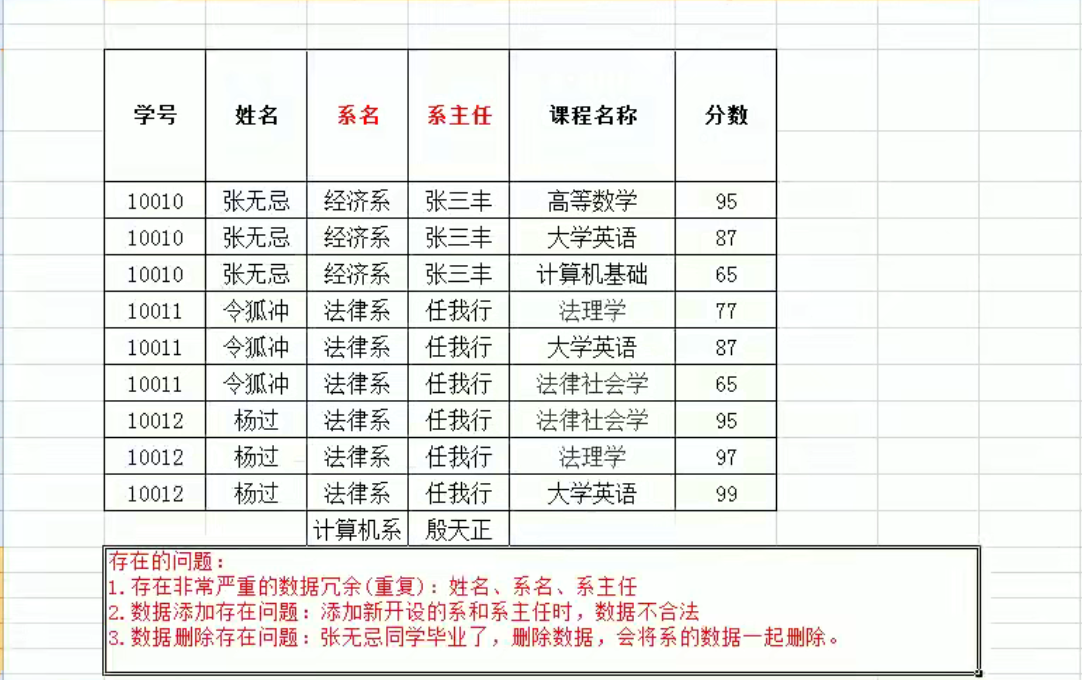 学号 姓名 系名 系主任 课程名称 分数
10010 张无忌 经济系 张三丰 高等数学 95
10010 张无忌 经济系 张三丰 大学英语 87
10010 张无忌 经济系 张三丰 计算机基础 65
10011 令狐冲 法律系 任我行 法理学 77
10011 令狐冲 法律系 任我行 大学英语 87
10011 令狐冲 法律系 任我行 法律社会学 65
10012 杨过 法律系 任我行 法律社会学 95
10012 杨过 法律系 任我行 法理学 97
10012 杨过 法律系 任我行 大学英语 99
计算机系 殷天正
存在的问题：
1.存在非常严重的数据冗余(重复)：姓名、系名、系主任
2.数据添加存在问题：添加新开设的系和系主任时，数据不合法
3.数据删除存在问题：张无忌同学毕业了，删除数据，会将系的数据一起删除。